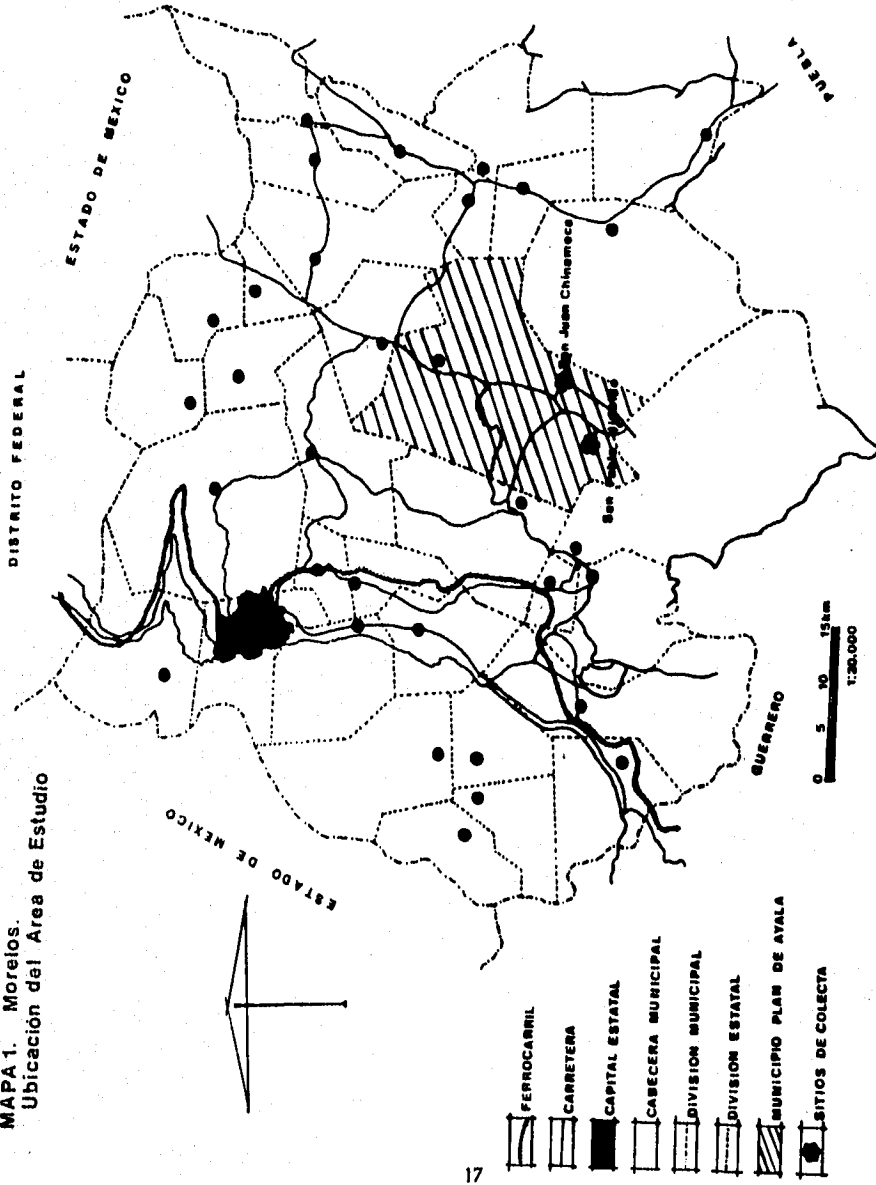 MAPA 1. Morelos.
Ubicación del Area de Estudio
DISTRITO FEDERAL
ESTADO DE MEXICO
ESTADO DE MEXICO
PUEBLA
GUERRERO
San Juan Chinameca
San Pablo
0 5 10 15km
1:20.000
FERROCARRIL
CARRETERA
CAPITAL ESTATAL
CABECERA MUNICIPAL
DIVISION MUNICIPAL
DIVISION ESTATAL
MUNICIPIO PLAN DE AYALA
SITIOS DE COLECTA
17